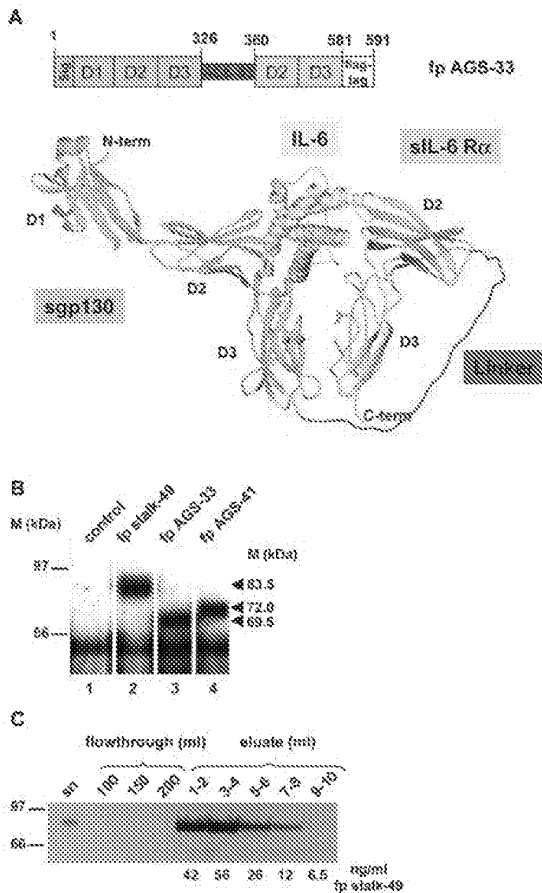 A
1 326 360 581 591
D1 D2 D3 D2 D3 flag-tag
fp AGS-33
N-term
IL-6
sIL-6 Rα
D1
D2
D2
sgp130
D3
D3
Linker
C-term
B
M (kDa)
control
fp stalk-49
fp AGS-33
fp AGS-41
M (kDa)
97
83.5
72.0
69.5
66
1 2 3 4
C
flowthrough (ml) eluate (ml)
sn 100 150 200 1-2 3-4 5-6 7-8 9-10
97
66
42 56 26 12 6.5 ng/ml
fp stalk-49